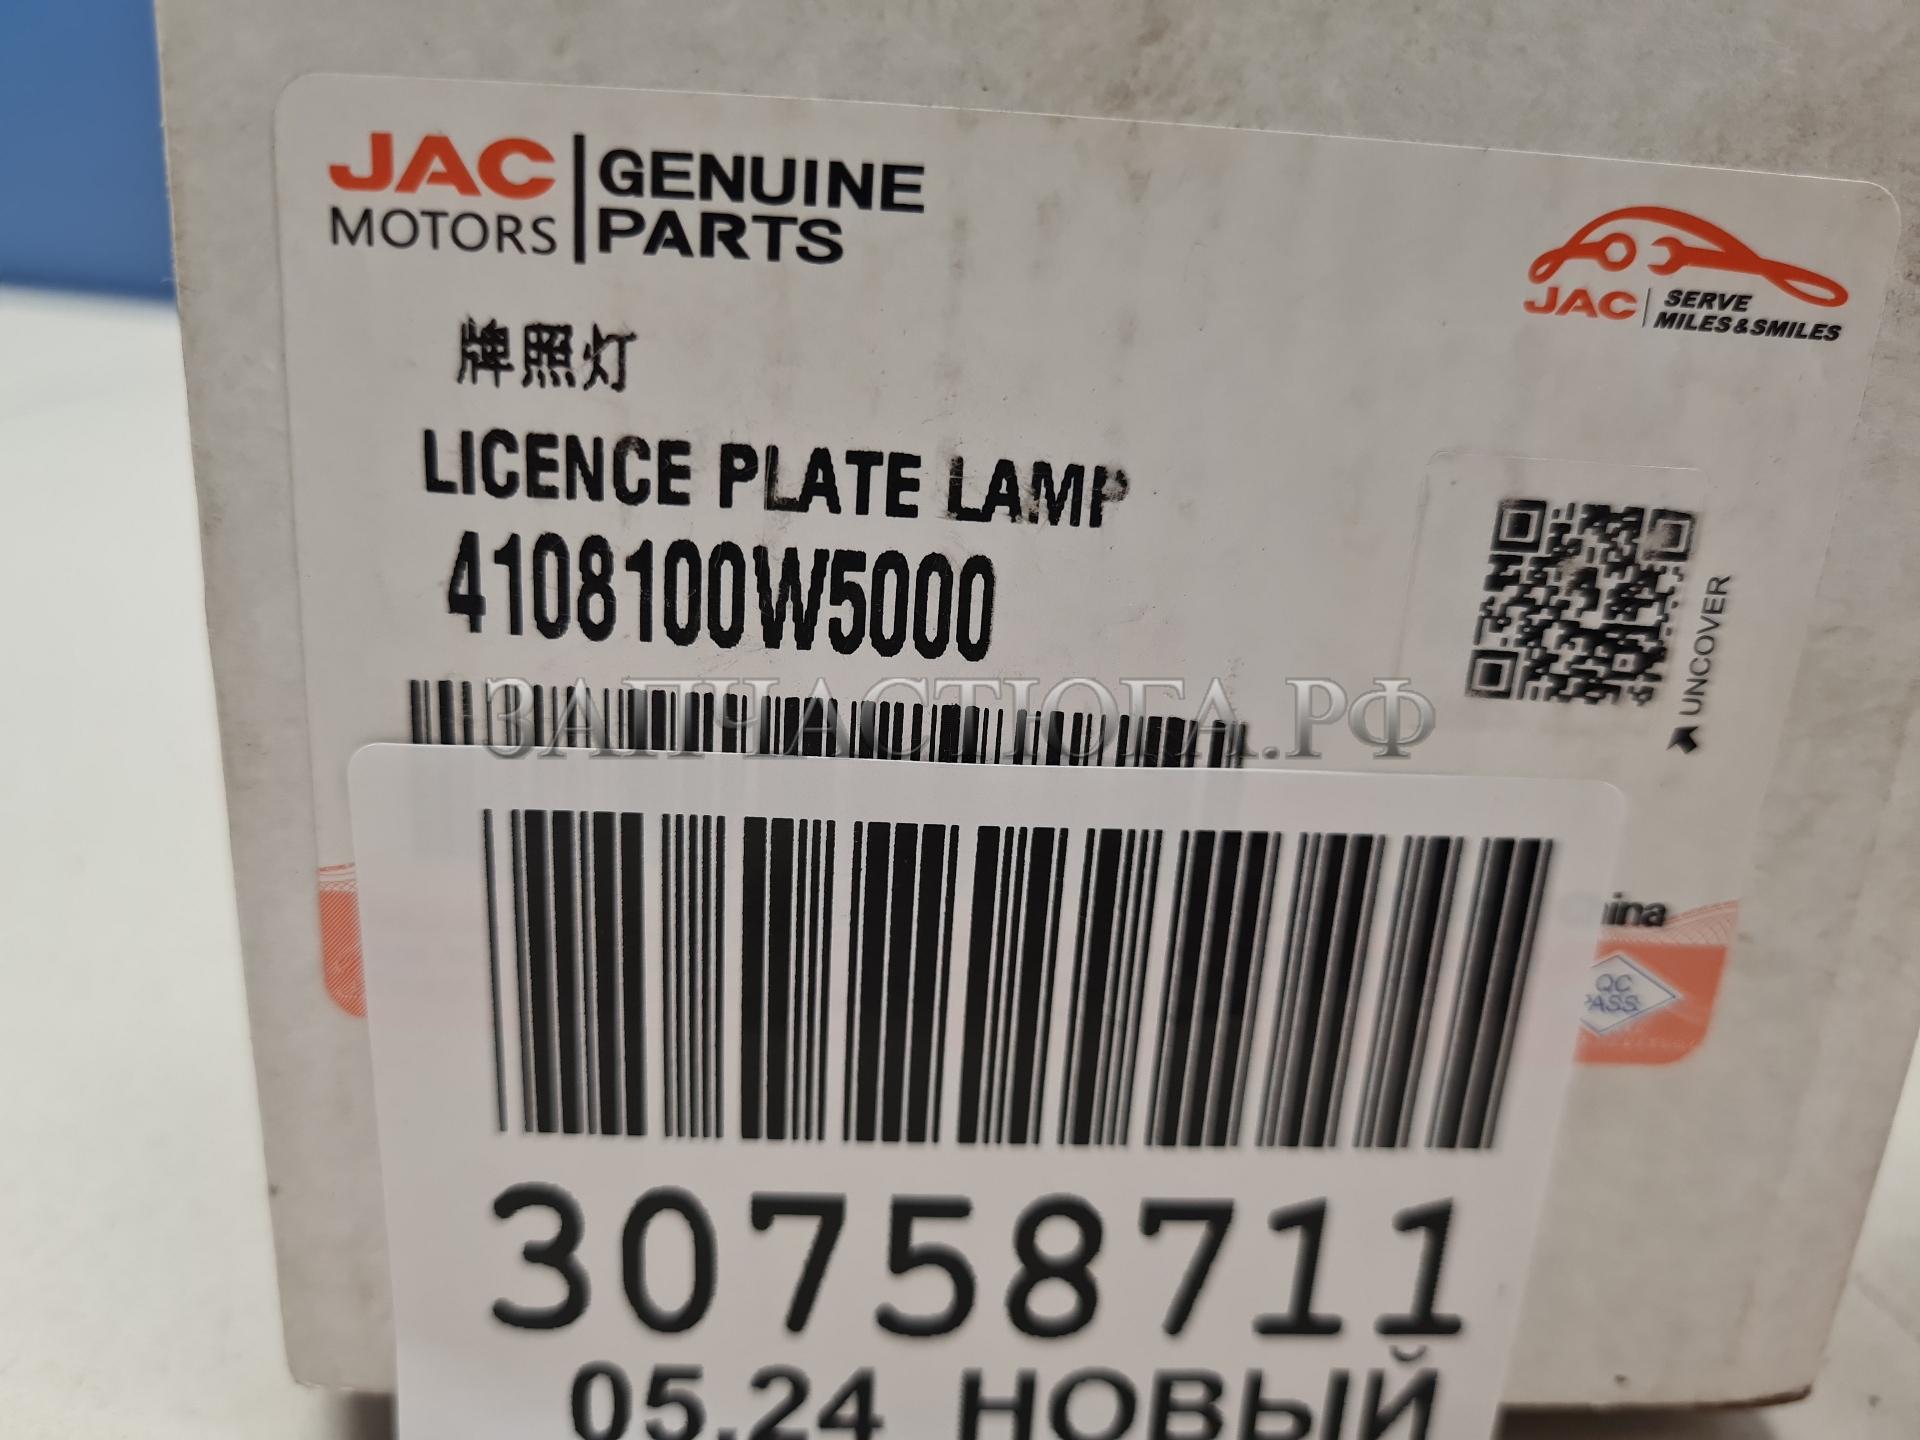 JAC MOTORS | GENUINE PARTS
JAC | SERVE MILES&SMILES
牌照灯
LICENCE PLATE LAMP
4108100W5000
UNCOVER
ЗАПЧАСТЮГА.РФ
QC
PASS
30758711
05.24 НОВЫЙ